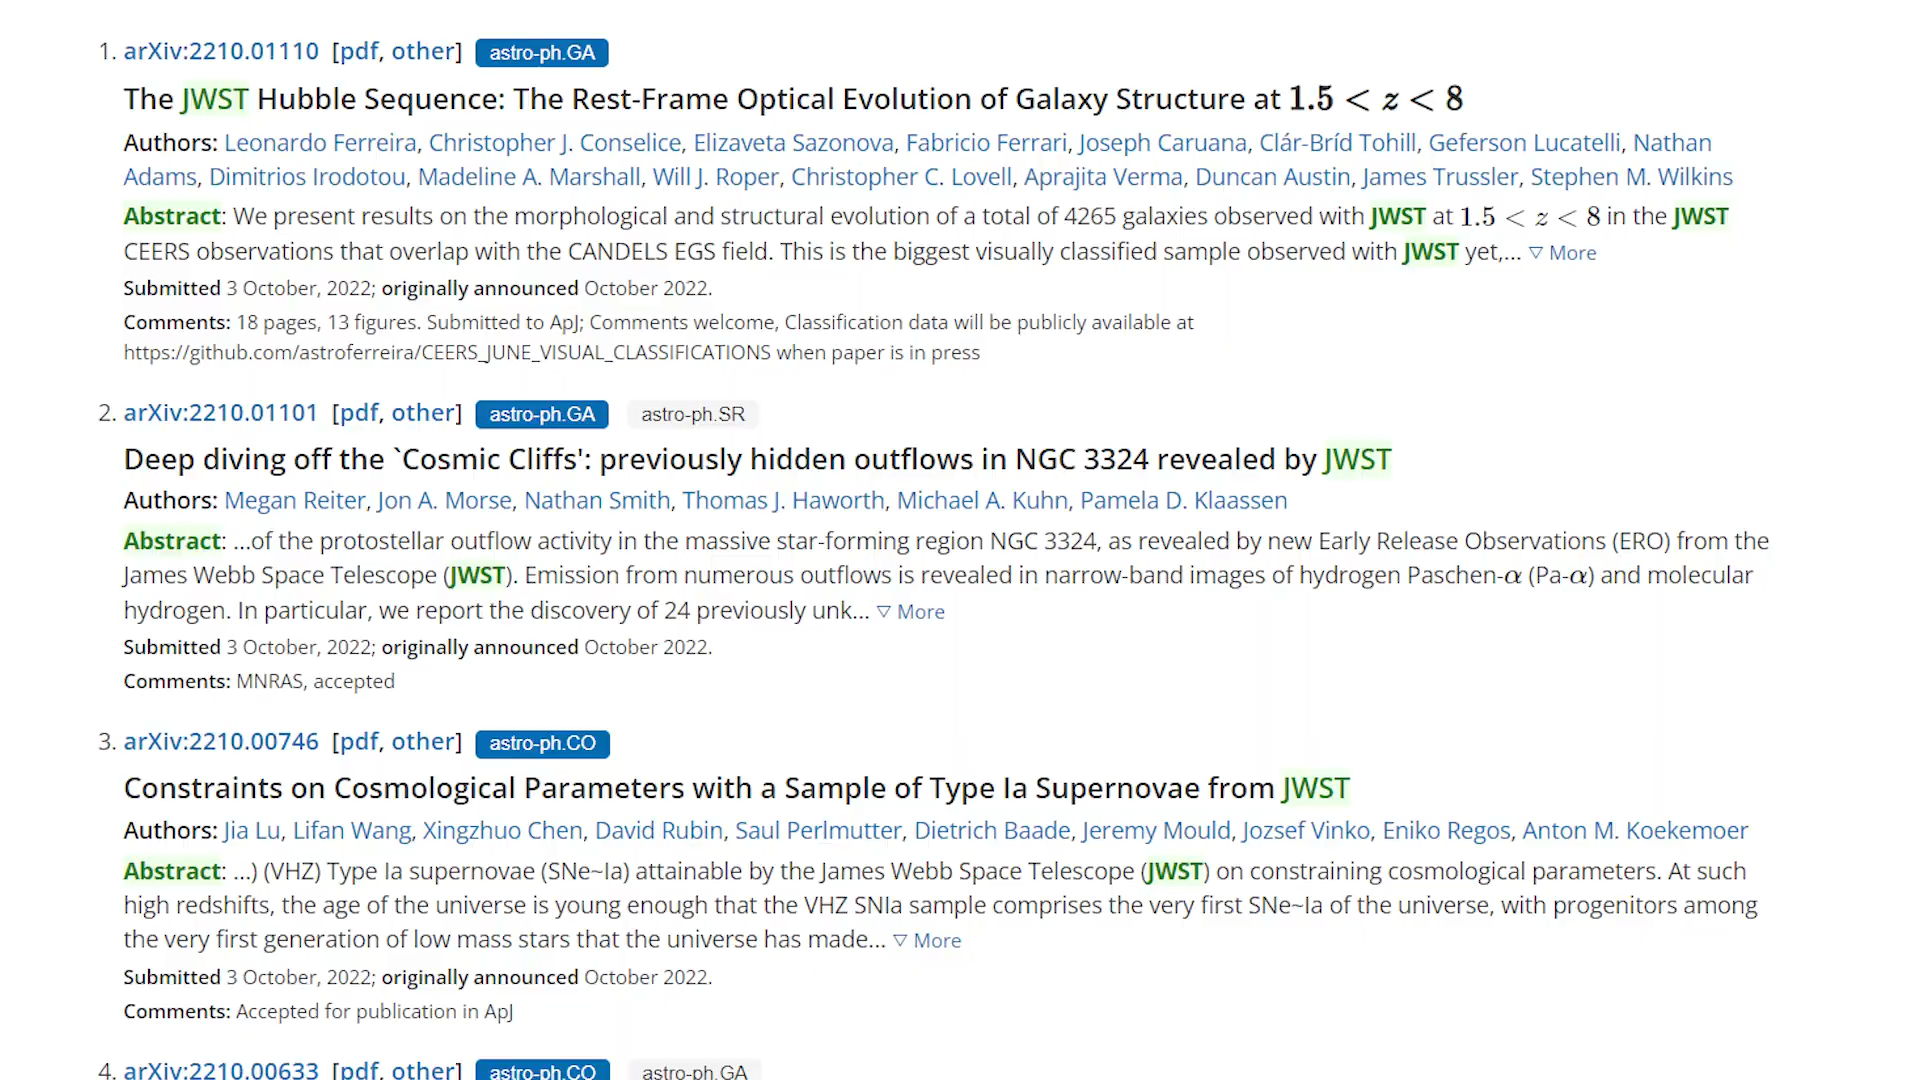 1. arXiv:2210.01110 [pdf, other] astro-ph.GA
The JWST Hubble Sequence: The Rest-Frame Optical Evolution of Galaxy Structure at 1.5 < z < 8
Authors: Leonardo Ferreira, Christopher J. Conselice, Elizaveta Sazonova, Fabricio Ferrari, Joseph Caruana, Clár-Bríd Tohill, Geferson Lucatelli, Nathan
Adams, Dimitrios Irodotou, Madeline A. Marshall, Will J. Roper, Christopher C. Lovell, Aprajita Verma, Duncan Austin, James Trussler, Stephen M. Wilkins
Abstract: We present results on the morphological and structural evolution of a total of 4265 galaxies observed with JWST at 1.5 < z < 8 in the JWST
CEERS observations that overlap with the CANDELS EGS field. This is the biggest visually classified sample observed with JWST yet,... ▽ More
Submitted 3 October, 2022; originally announced October 2022.
Comments: 18 pages, 13 figures. Submitted to ApJ; Comments welcome, Classification data will be publicly available at
https://github.com/astroferreira/CEERS_JUNE_VISUAL_CLASSIFICATIONS when paper is in press
2. arXiv:2210.01101 [pdf, other] astro-ph.GA astro-ph.SR
Deep diving off the `Cosmic Cliffs': previously hidden outflows in NGC 3324 revealed by JWST
Authors: Megan Reiter, Jon A. Morse, Nathan Smith, Thomas J. Haworth, Michael A. Kuhn, Pamela D. Klaassen
Abstract: ...of the protostellar outflow activity in the massive star-forming region NGC 3324, as revealed by new Early Release Observations (ERO) from the
James Webb Space Telescope (JWST). Emission from numerous outflows is revealed in narrow-band images of hydrogen Paschen-α (Pa-α) and molecular
hydrogen. In particular, we report the discovery of 24 previously unk... ▽ More
Submitted 3 October, 2022; originally announced October 2022.
Comments: MNRAS, accepted
3. arXiv:2210.00746 [pdf, other] astro-ph.CO
Constraints on Cosmological Parameters with a Sample of Type Ia Supernovae from JWST
Authors: Jia Lu, Lifan Wang, Xingzhuo Chen, David Rubin, Saul Perlmutter, Dietrich Baade, Jeremy Mould, Jozsef Vinko, Eniko Regos, Anton M. Koekemoer
Abstract: ...) (VHZ) Type Ia supernovae (SNe~Ia) attainable by the James Webb Space Telescope (JWST) on constraining cosmological parameters. At such
high redshifts, the age of the universe is young enough that the VHZ SNIa sample comprises the very first SNe~Ia of the universe, with progenitors among
the very first generation of low mass stars that the universe has made... ▽ More
Submitted 3 October, 2022; originally announced October 2022.
Comments: Accepted for publication in ApJ
4. arXiv:2210.00633 [pdf, other] astro-ph.CO astro-ph.GA